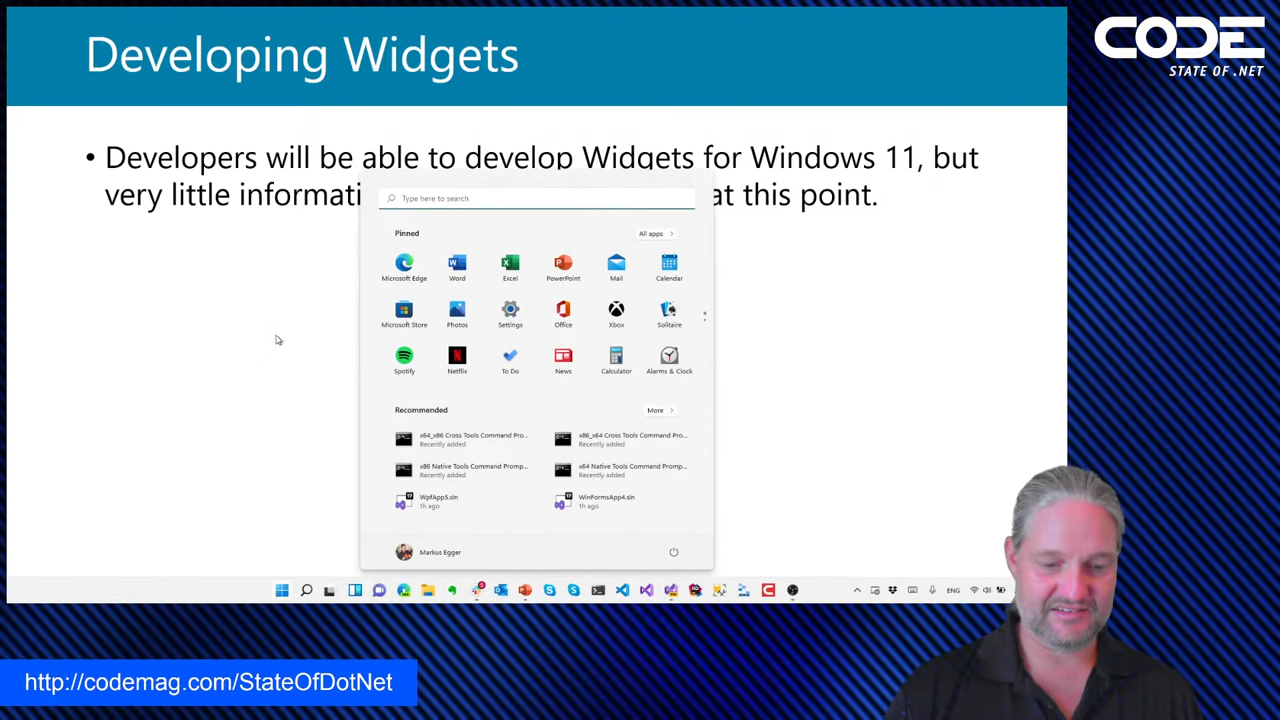 Developing Widgets
CODE
STATE OF .NET
• Developers will be able to develop Widgets for Windows 11, but
very little informati
at this point.
Type here to search
Pinned
All apps >
Microsoft Edge
Word
Excel
PowerPoint
Mail
Calendar
Microsoft Store
Photos
Settings
Office
Xbox
Solitaire
Spotify
Netflix
To Do
News
Calculator
Alarms & Clock
Recommended
More >
x64_x86 Cross Tools Command Pro...
Recently added
x86_x64 Cross Tools Command Pro...
Recently added
x86 Native Tools Command Promp...
Recently added
x64 Native Tools Command Promp...
Recently added
WpfApp5.sln
1h ago
WinFormsApp4.sln
1h ago
Markus Egger
ENG
http://codemag.com/StateOfDotNet